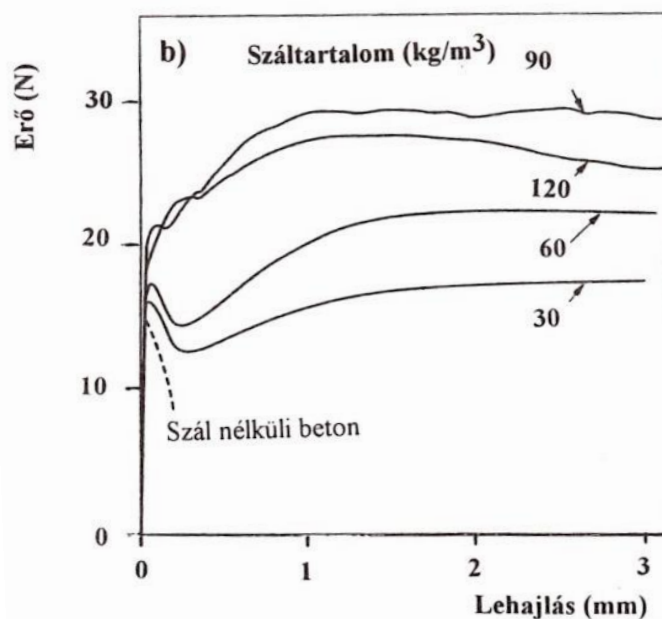 b) Száltartalom (kg/m³)
90
Erő (N)
30
120
20
60
30
10
Szál nélküli beton
0
0 1 2 3
Lehajlás (mm)